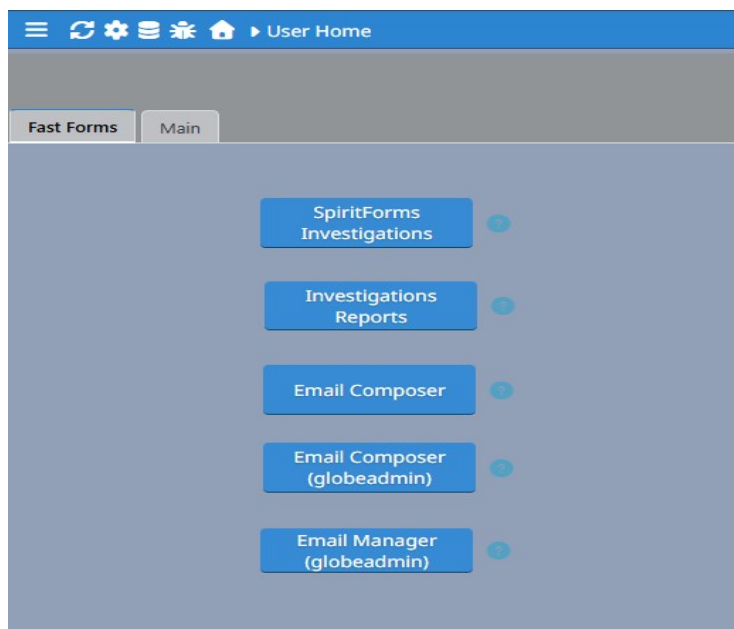 User Home
Fast Forms
Main
SpiritForms
Investigations
?
Investigations
Reports
?
Email Composer
?
Email Composer
(globeadmin)
?
Email Manager
(globeadmin)
?